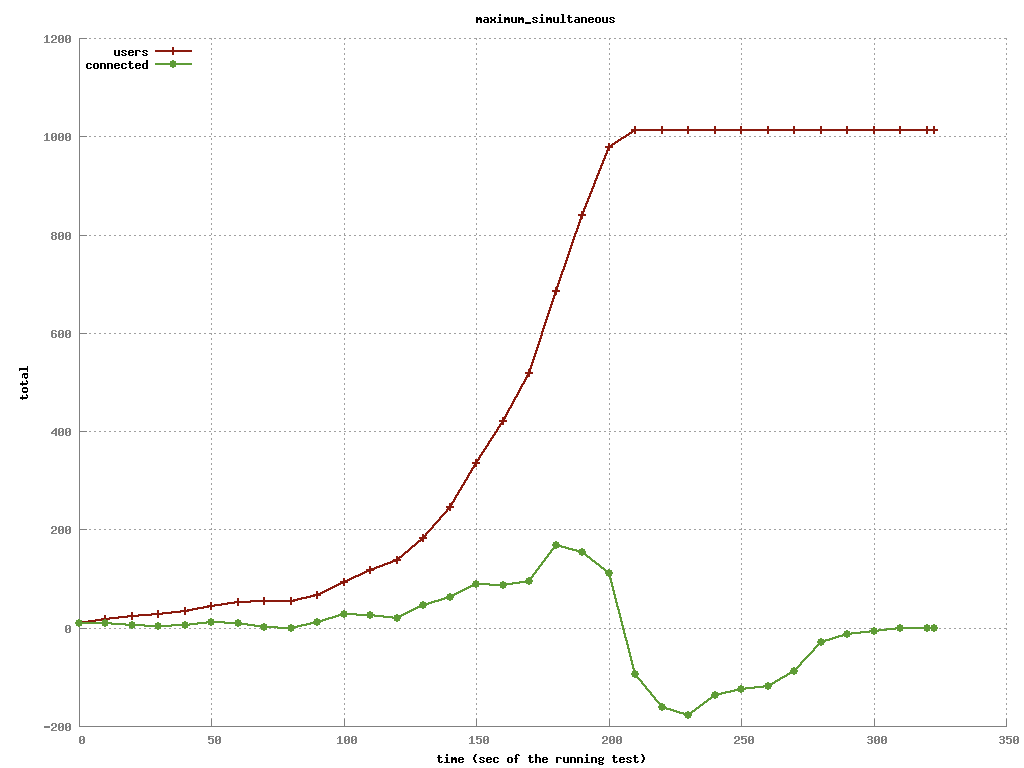 maximum_simultaneous
1200
users
connected
1000
800
600
total
400
200
0
-200
0 50 100 150 200 250 300 350
time (sec of the running test)